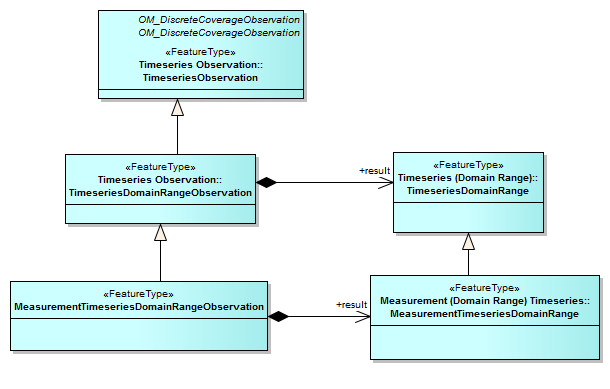 OM_DiscreteCoverageObservation
OM_DiscreteCoverageObservation
«FeatureType»
Timeseries Observation::
TimeseriesObservation
«FeatureType»
Timeseries Observation::
TimeseriesDomainRangeObservation
+result
«FeatureType»
Timeseries (Domain Range)::
TimeseriesDomainRange
«FeatureType»
MeasurementTimeseriesDomainRangeObservation
+result
«FeatureType»
Measurement (Domain Range) Timeseries::
MeasurementTimeseriesDomainRange